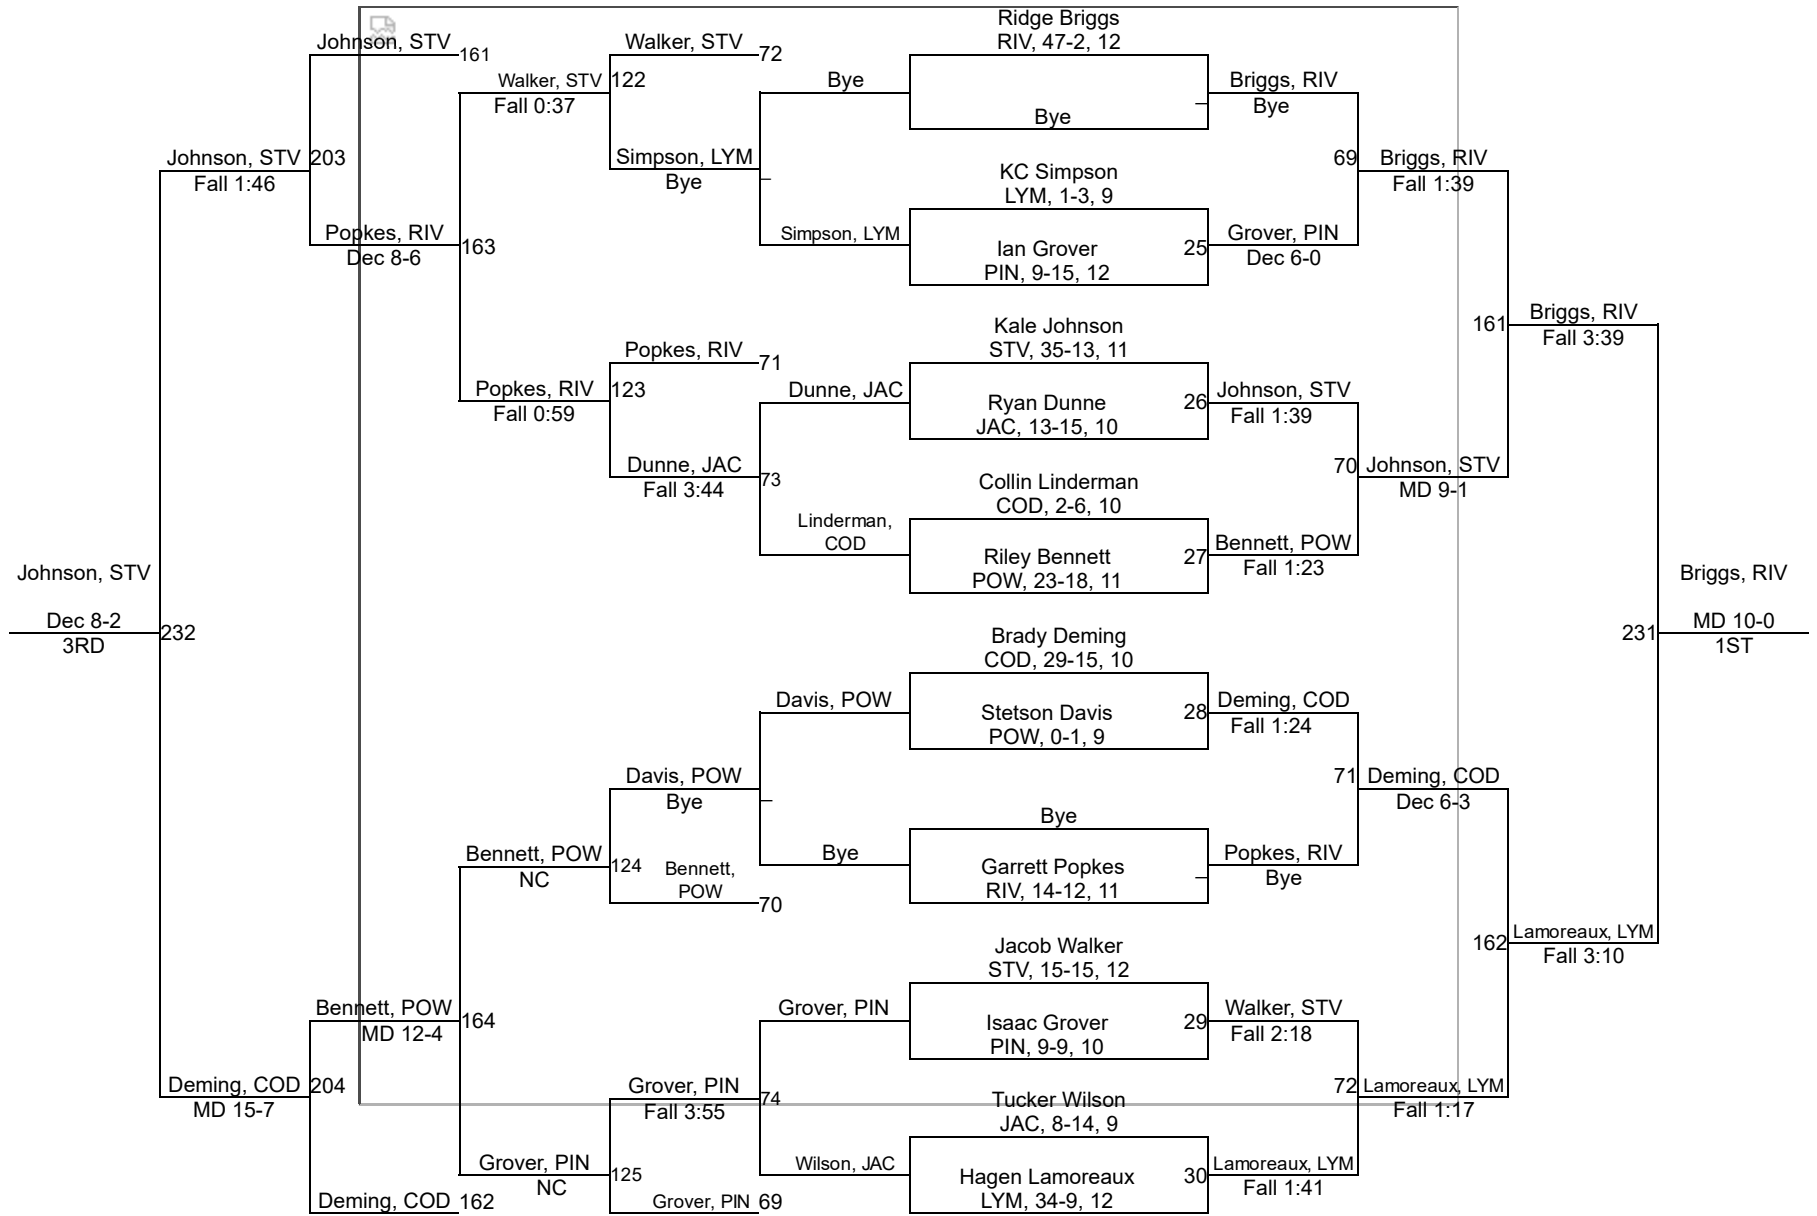 Ridge Briggs
Johnson, STV
161
Walker, STV
72
RIV, 47-2, 12
Walker, STV
122
Bye
Briggs, RIV
Fall 0:37
Bye
Bye
Johnson, STV
203
Simpson, LYM
KC Simpson
69
Briggs, RIV
Fall 1:46
Bye
LYM, 1-3, 9
Fall 1:39
Popkes, RIV
163
Simpson, LYM
Ian Grover
25
Grover, PIN
Dec 8-6
PIN, 9-15, 12
Dec 6-0
Kale Johnson
161
Briggs, RIV
Popkes, RIV
71
STV, 35-13, 11
Fall 3:39
Popkes, RIV
123
Dunne, JAC
Ryan Dunne
26
Johnson, STV
Fall 0:59
JAC, 13-15, 10
Fall 1:39
Dunne, JAC
73
Collin Linderman
70
Johnson, STV
Fall 3:44
COD, 2-6, 10
MD 9-1
Linderman,
COD
Riley Bennett
27
Bennett, POW
POW, 23-18, 11
Fall 1:23
Johnson, STV
Briggs, RIV
Dec 8-2
232
231
MD 10-0
3RD
1ST
Brady Deming
COD, 29-15, 10
Davis, POW
Stetson Davis
28
Deming, COD
POW, 0-1, 9
Fall 1:24
Davis, POW
71
Deming, COD
Bye
Dec 6-3
Bye
Bennett, POW
124
Bennett,
POW
Bye
Garrett Popkes
Popkes, RIV
NC
70
RIV, 14-12, 11
Bye
Jacob Walker
162
Lamoreaux, LYM
STV, 15-15, 12
Fall 3:10
Bennett, POW
164
Grover, PIN
Isaac Grover
29
Walker, STV
MD 12-4
PIN, 9-9, 10
Fall 2:18
Deming, COD
204
Grover, PIN
74
Tucker Wilson
72
Lamoreaux, LYM
MD 15-7
Fall 3:55
JAC, 8-14, 9
Fall 1:17
Grover, PIN
125
Wilson, JAC
Hagen Lamoreaux
30
Lamoreaux, LYM
NC
LYM, 34-9, 12
Fall 1:41
Deming, COD
162
Grover, PIN
69